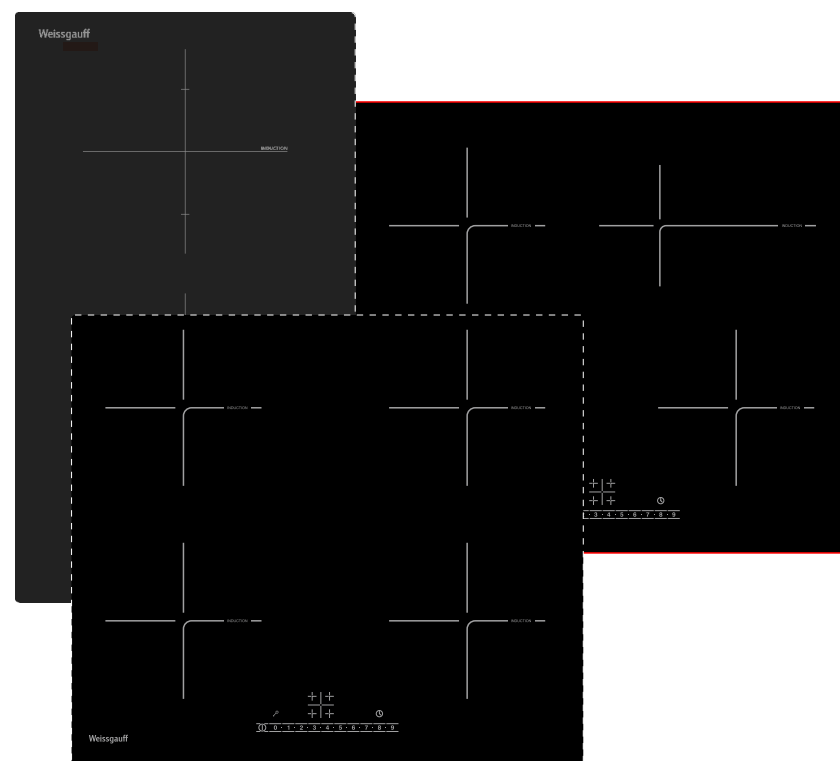 Weissgauff
INDUCTION
INDUCTION
INDUCTION
INDUCTION
INDUCTION
INDUCTION
· 3 · 4 · 5 · 6 · 7 · 8 · 9
INDUCTION
INDUCTION
0 · 1 · 2 · 3 · 4 · 5 · 6 · 7 · 8 · 9
Weissgauff